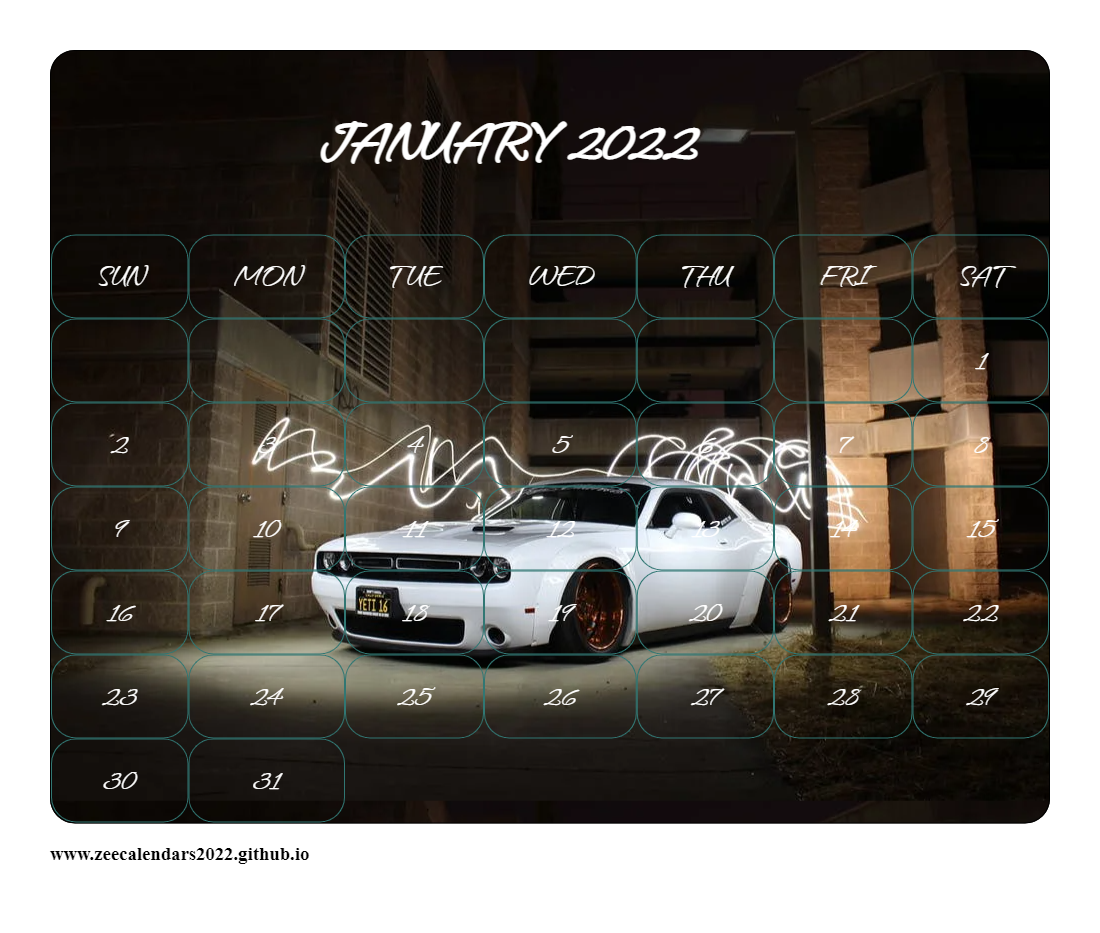 JANUARY 2022
SUN MON TUE WED THU FRI SAT
1
2 3 4 5 6 7 8
9 10 11 12 13 14 15
16 17 18 19 20 21 22
YETI 16
23 24 25 26 27 28 29
30 31
www.zeecalendars2022.github.io